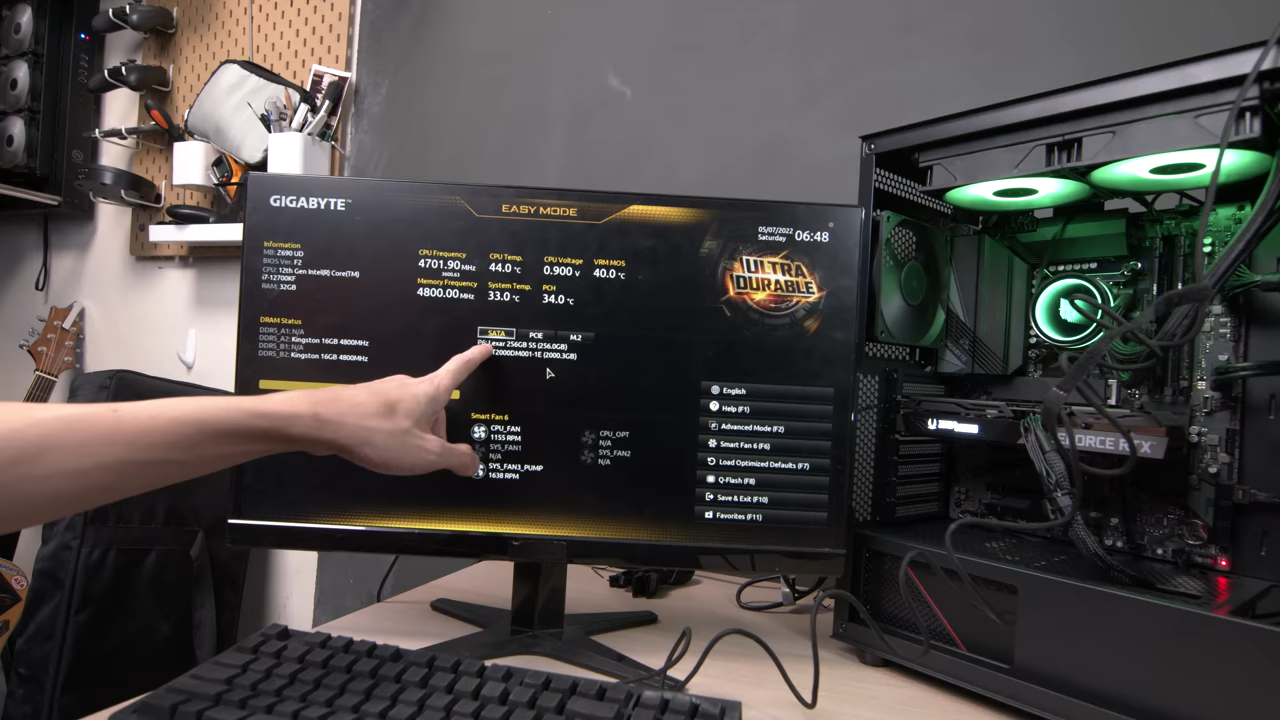 GIGABYTE™
EASY MODE
05/07/2022
Saturday
06:48
Information
MB: Z690 UD
BIOS Ver. F2
CPU: 12th Gen Intel(R) Core(TM)
i7-12700KF
RAM: 32GB
CPU Frequency
4701.90 MHz
CPU Temp.
44.0 °C
CPU Voltage
0.900 V
VRM MOS
40.0 °C
Memory Frequency
4800.00 MHz
System Temp.
33.0 °C
PCH
34.0 °C
ULTRA
DURABLE
DRAM Status
DDR5_A1: N/A
DDR5_A2: Kingston 16GB 4800MHz
DDR5_B1: N/A
DDR5_B2: Kingston 16GB 4800MHz
SATA
PCIE
M.2
Lexar 256GB SS (256.0GB)
T2000DM001-1E (2000.3GB)
Smart Fan 6
CPU_FAN
1155 RPM
SYS_FAN1
N/A
SYS_FAN3_PUMP
1638 RPM
CPU_OPT
N/A
SYS_FAN2
N/A
English
Help (F1)
Advanced Mode (F2)
Smart Fan 6 (F6)
Load Optimized Defaults (F7)
Q-Flash (F8)
Save & Exit (F10)
Favorites (F11)
GEFORCE RTX